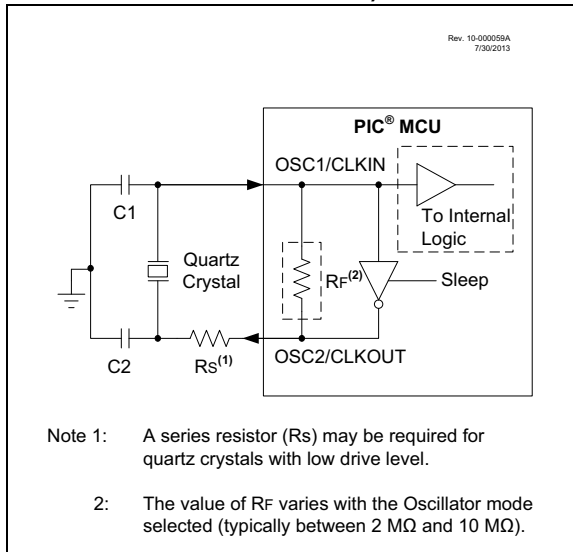 Rev. 10-000059A
7/30/2013
PIC® MCU
OSC1/CLKIN
C1
To Internal
Logic
Quartz
Crystal
RF(2)
Sleep
C2
RS(1)
OSC2/CLKOUT
Note 1: A series resistor (Rs) may be required for
quartz crystals with low drive level.
2: The value of RF varies with the Oscillator mode
selected (typically between 2 MΩ and 10 MΩ).